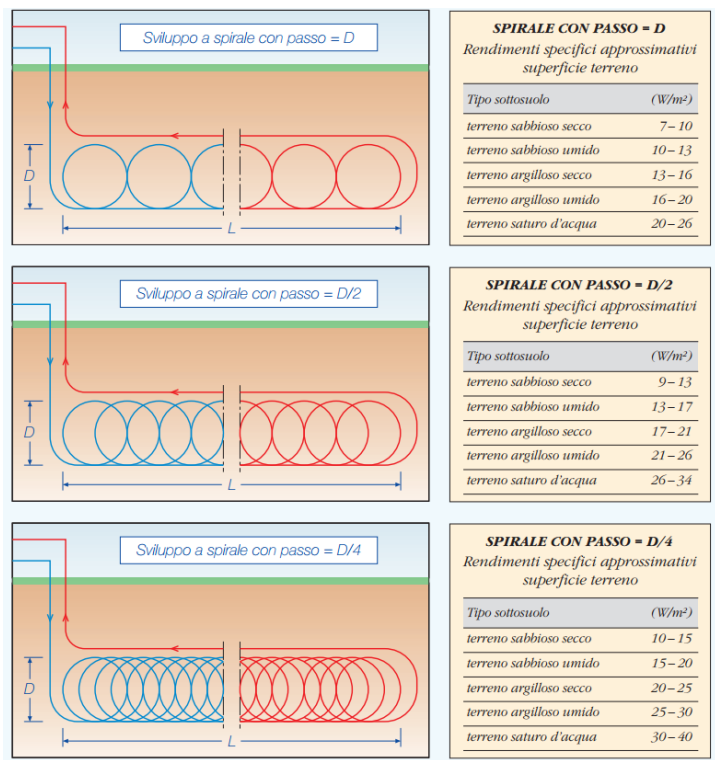 Sviluppo a spirale con passo = D
D
L
SPIRALE CON PASSO = D
Rendimenti specifici approssimativi
superficie terreno
Tipo sottosuolo (W/m²)
terreno sabbioso secco 7–10
terreno sabbioso umido 10–13
terreno argilloso secco 13–16
terreno argilloso umido 16–20
terreno saturo d'acqua 20–26
Sviluppo a spirale con passo = D/2
D
L
SPIRALE CON PASSO = D/2
Rendimenti specifici approssimativi
superficie terreno
Tipo sottosuolo (W/m²)
terreno sabbioso secco 9–13
terreno sabbioso umido 13–17
terreno argilloso secco 17–21
terreno argilloso umido 21–26
terreno saturo d'acqua 26–34
Sviluppo a spirale con passo = D/4
D
L
SPIRALE CON PASSO = D/4
Rendimenti specifici approssimativi
superficie terreno
Tipo sottosuolo (W/m²)
terreno sabbioso secco 10–15
terreno sabbioso umido 15–20
terreno argilloso secco 20–25
terreno argilloso umido 25–30
terreno saturo d'acqua 30–40